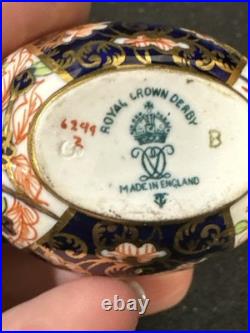 ROYAL CROWN DERBY
6299
2
B
MADE IN ENGLAND